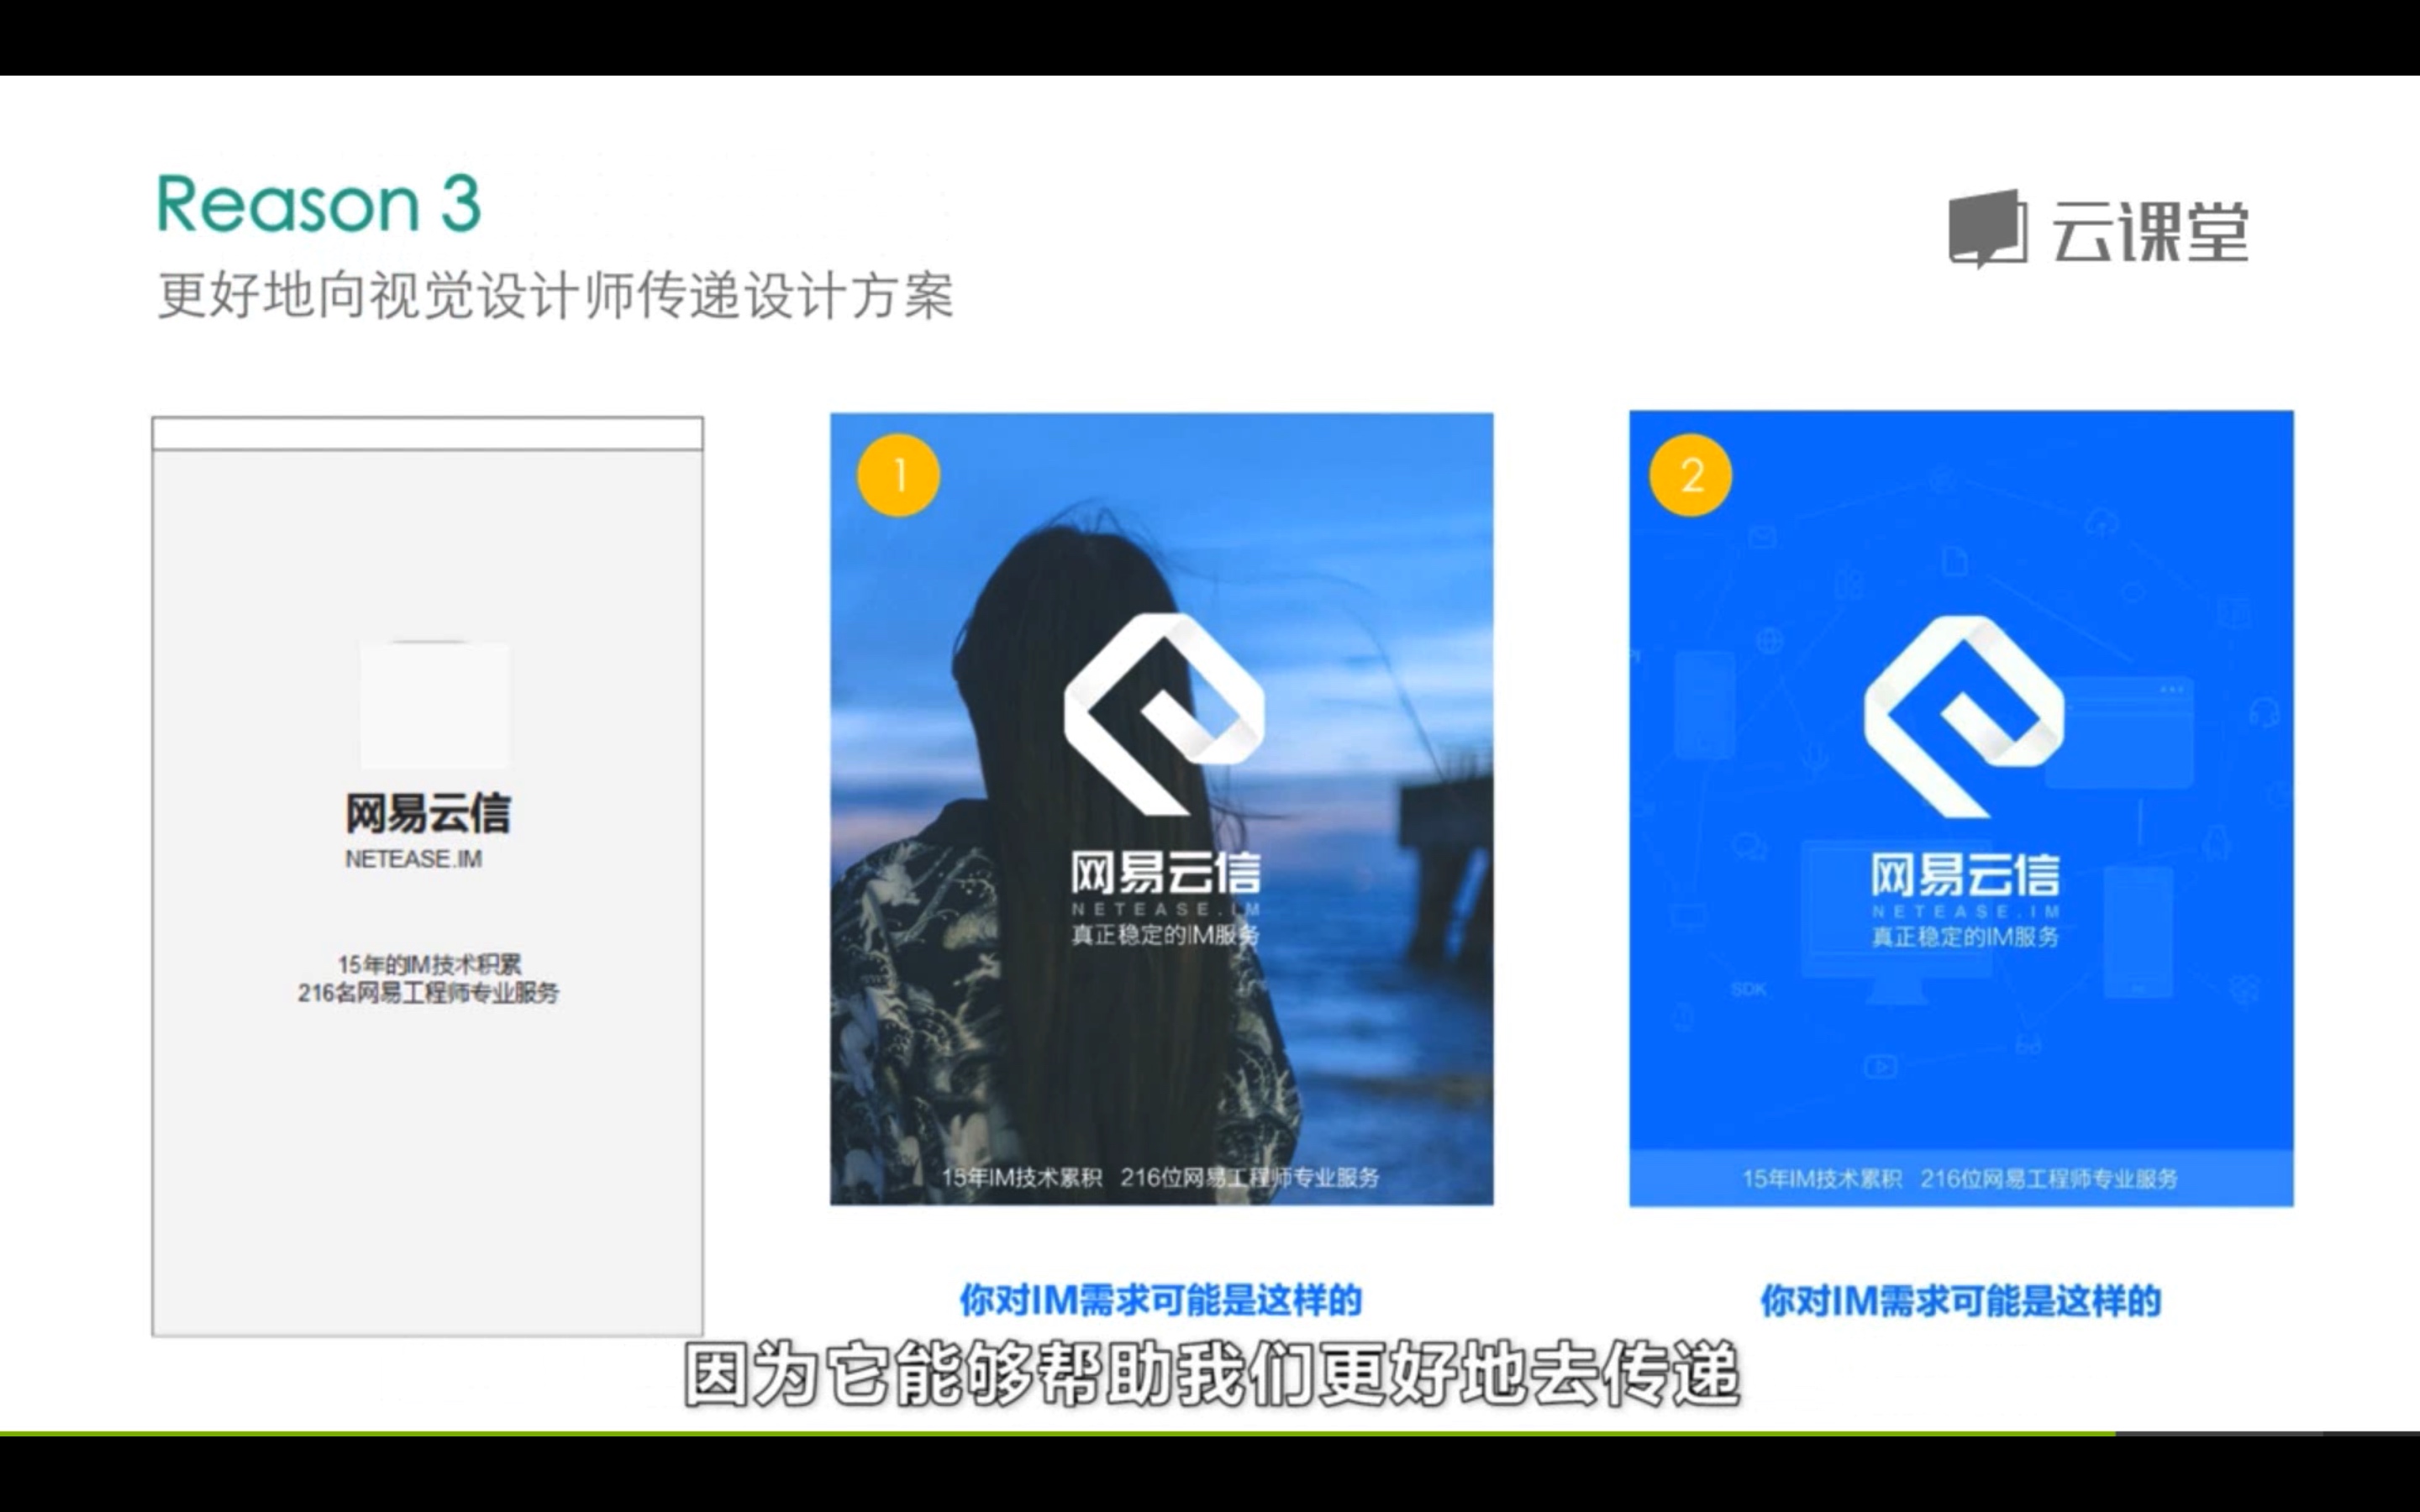 Reason 3
更好地向视觉设计师传递设计方案
云课堂
网易云信
NETEASE.IM
15年的IM技术积累
216名网易工程师专业服务
1
网易云信
NETEASE.IM
真正稳定的IM服务
15年IM技术累积 216位网易工程师专业服务
你对IM需求可能是这样的
2
SDK
网易云信
NETEASE.IM
真正稳定的IM服务
15年IM技术累积 216位网易工程师专业服务
你对IM需求可能是这样的
因为它能够帮助我们更好地去传递